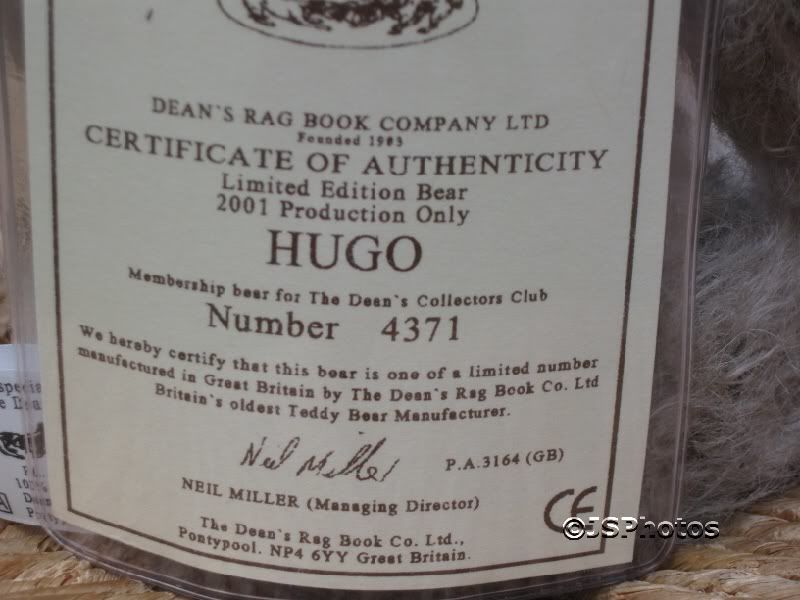 DEAN'S RAG BOOK COMPANY LTD
Founded 1903
CERTIFICATE OF AUTHENTICITY
Limited Edition Bear
2001 Production Only
HUGO
Membership bear for The Dean's Collectors Club
Number 4371
We hereby certify that this bear is one of a limited number
manufactured in Great Britain by The Dean's Rag Book Co. Ltd
Britain's oldest Teddy Bear Manufacturer.
Neil Miller
P.A.3164 (GB)
NEIL MILLER (Managing Director)
CE
The Dean's Rag Book Co. Ltd.,
Pontypool. NP4 6YY Great Britain.
©JSPhotos